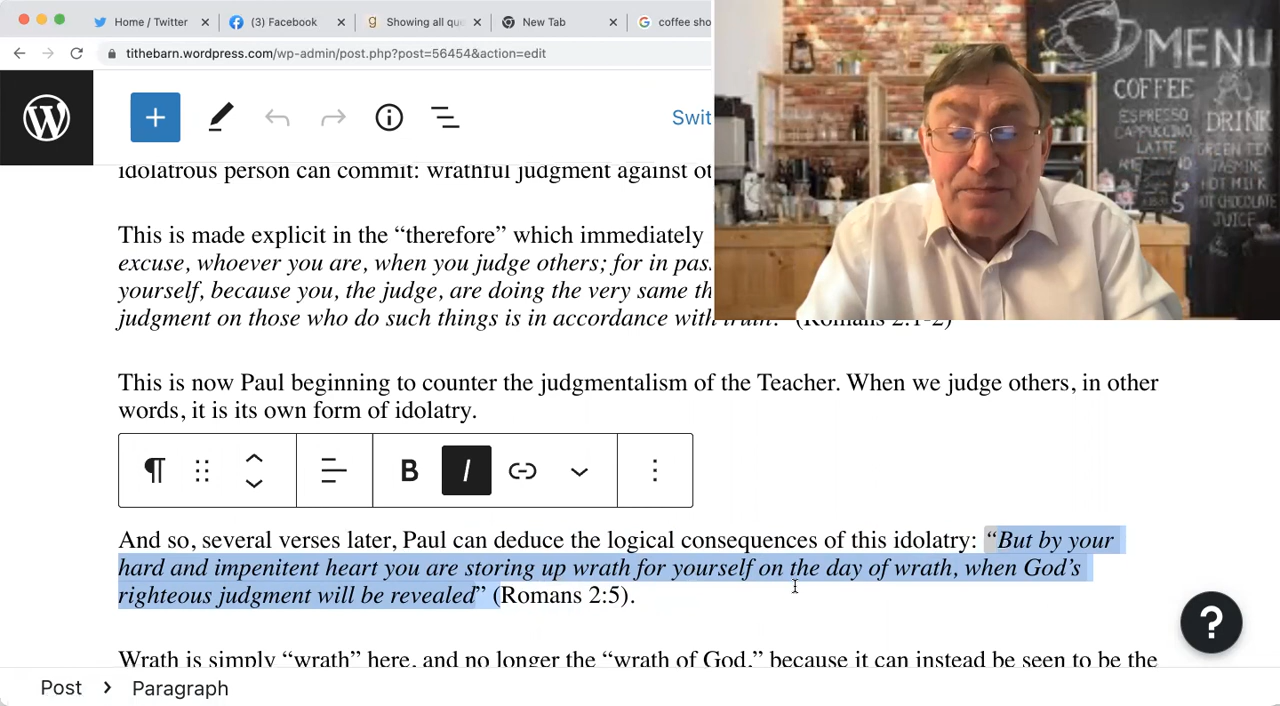 Home / Twitter
(3) Facebook
Showing all qu
New Tab
coffee sho
tithebarn.wordpress.com/wp-admin/post.php?post=56454&action=edit
Swit
MENU
COFFEE
ESPRESSO
CAPPUCCINO
LATTE
DRINK
GREEN TEA
JASMINE
HOT MILK
HOT CHOCOLATE
JUICE
idolatrous person can commit: wrathful judgment against ot
This is made explicit in the “therefore” which immediately
excuse, whoever you are, when you judge others; for in pas
yourself, because you, the judge, are doing the very same th
judgment on those who do such things is in accordance with truth.” (Romans 2:1-2)
This is now Paul beginning to counter the judgmentalism of the Teacher. When we judge others, in other
words, it is its own form of idolatry.
B I
And so, several verses later, Paul can deduce the logical consequences of this idolatry: “But by your
hard and impenitent heart you are storing up wrath for yourself on the day of wrath, when God’s
righteous judgment will be revealed” (Romans 2:5).
Wrath is simply “wrath” here, and no longer the “wrath of God,” because it can instead be seen to be the
?
Post > Paragraph